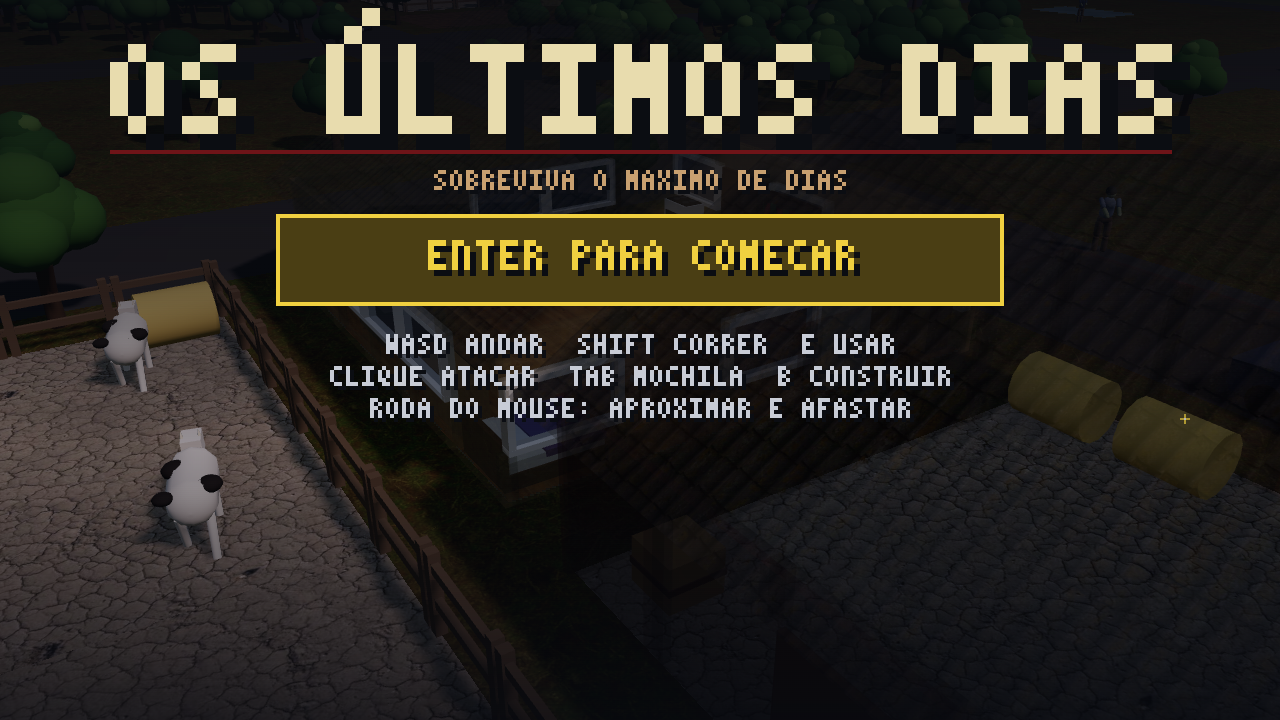 OS ÚLTIMOS DIAS
SOBREVIVA O MAXIMO DE DIAS
ENTER PARA COMECAR
WASD ANDAR  SHIFT CORRER  E USAR
CLIQUE ATACAR  TAB MOCHILA  B CONSTRUIR
RODA DO MOUSE: APROXIMAR E AFASTAR